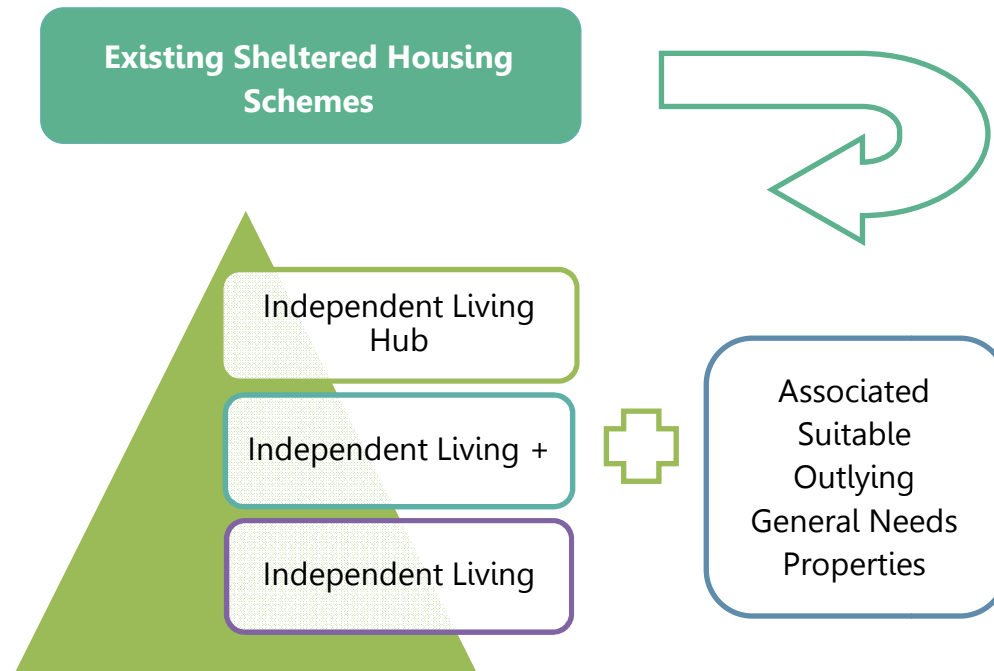 Existing Sheltered Housing
Schemes
Independent Living
Hub
Independent Living +
Independent Living
Associated
Suitable
Outlying
General Needs
Properties